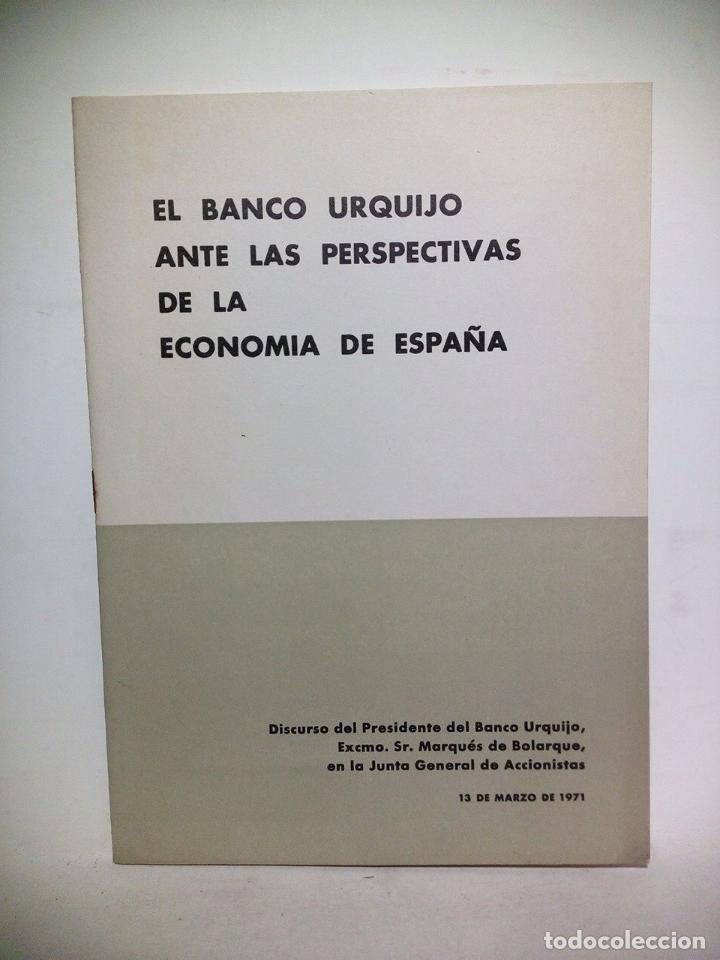 EL BANCO URQUIJO
ANTE LAS PERSPECTIVAS
DE LA
ECONOMIA DE ESPAÑA
Discurso del Presidente del Banco Urquijo,
Excmo. Sr. Marqués de Bolarque,
en la Junta General de Accionistas
13 DE MARZO DE 1971
todocoleccion